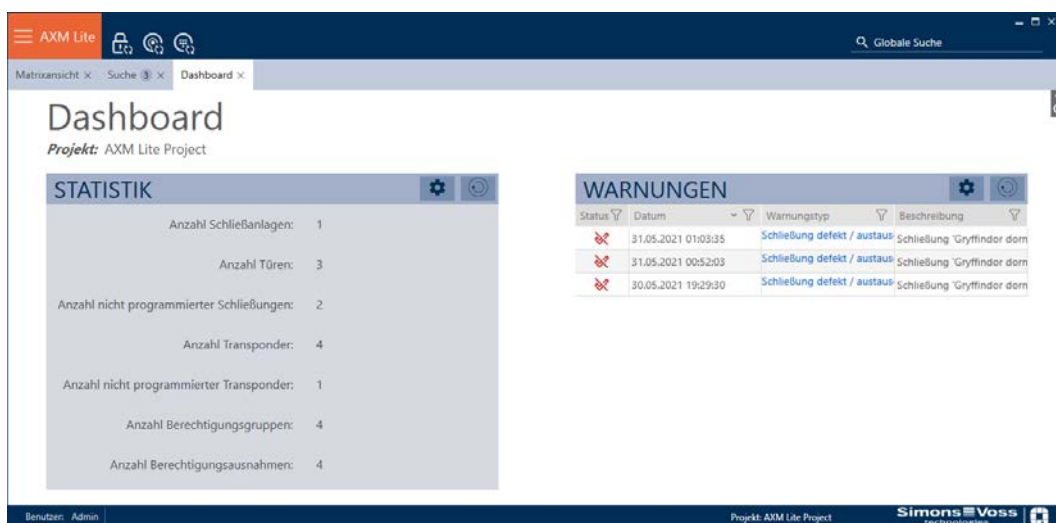 AXM Lite
Globale Suche
Matrixansicht × Suche 3 × Dashboard ×
Dashboard
Projekt: AXM Lite Project
STATISTIK
Anzahl Schließanlagen: 1
Anzahl Türen: 3
Anzahl nicht programmierter Schließungen: 2
Anzahl Transponder: 4
Anzahl nicht programmierter Transponder: 1
Anzahl Berechtigungsgruppen: 4
Anzahl Berechtigungsausnahmen: 4
WARNUNGEN
Status Datum Warnungstyp Beschreibung
31.05.2021 01:03:35 Schließung defekt / austaus Schließung 'Gryffindor dorn
31.05.2021 00:52:03 Schließung defekt / austaus Schließung 'Gryffindor dorn
30.05.2021 19:29:30 Schließung defekt / austaus Schließung 'Gryffindor dorn
Benutzer: Admin
Projekt: AXM Lite Project
Simons Voss
technologies